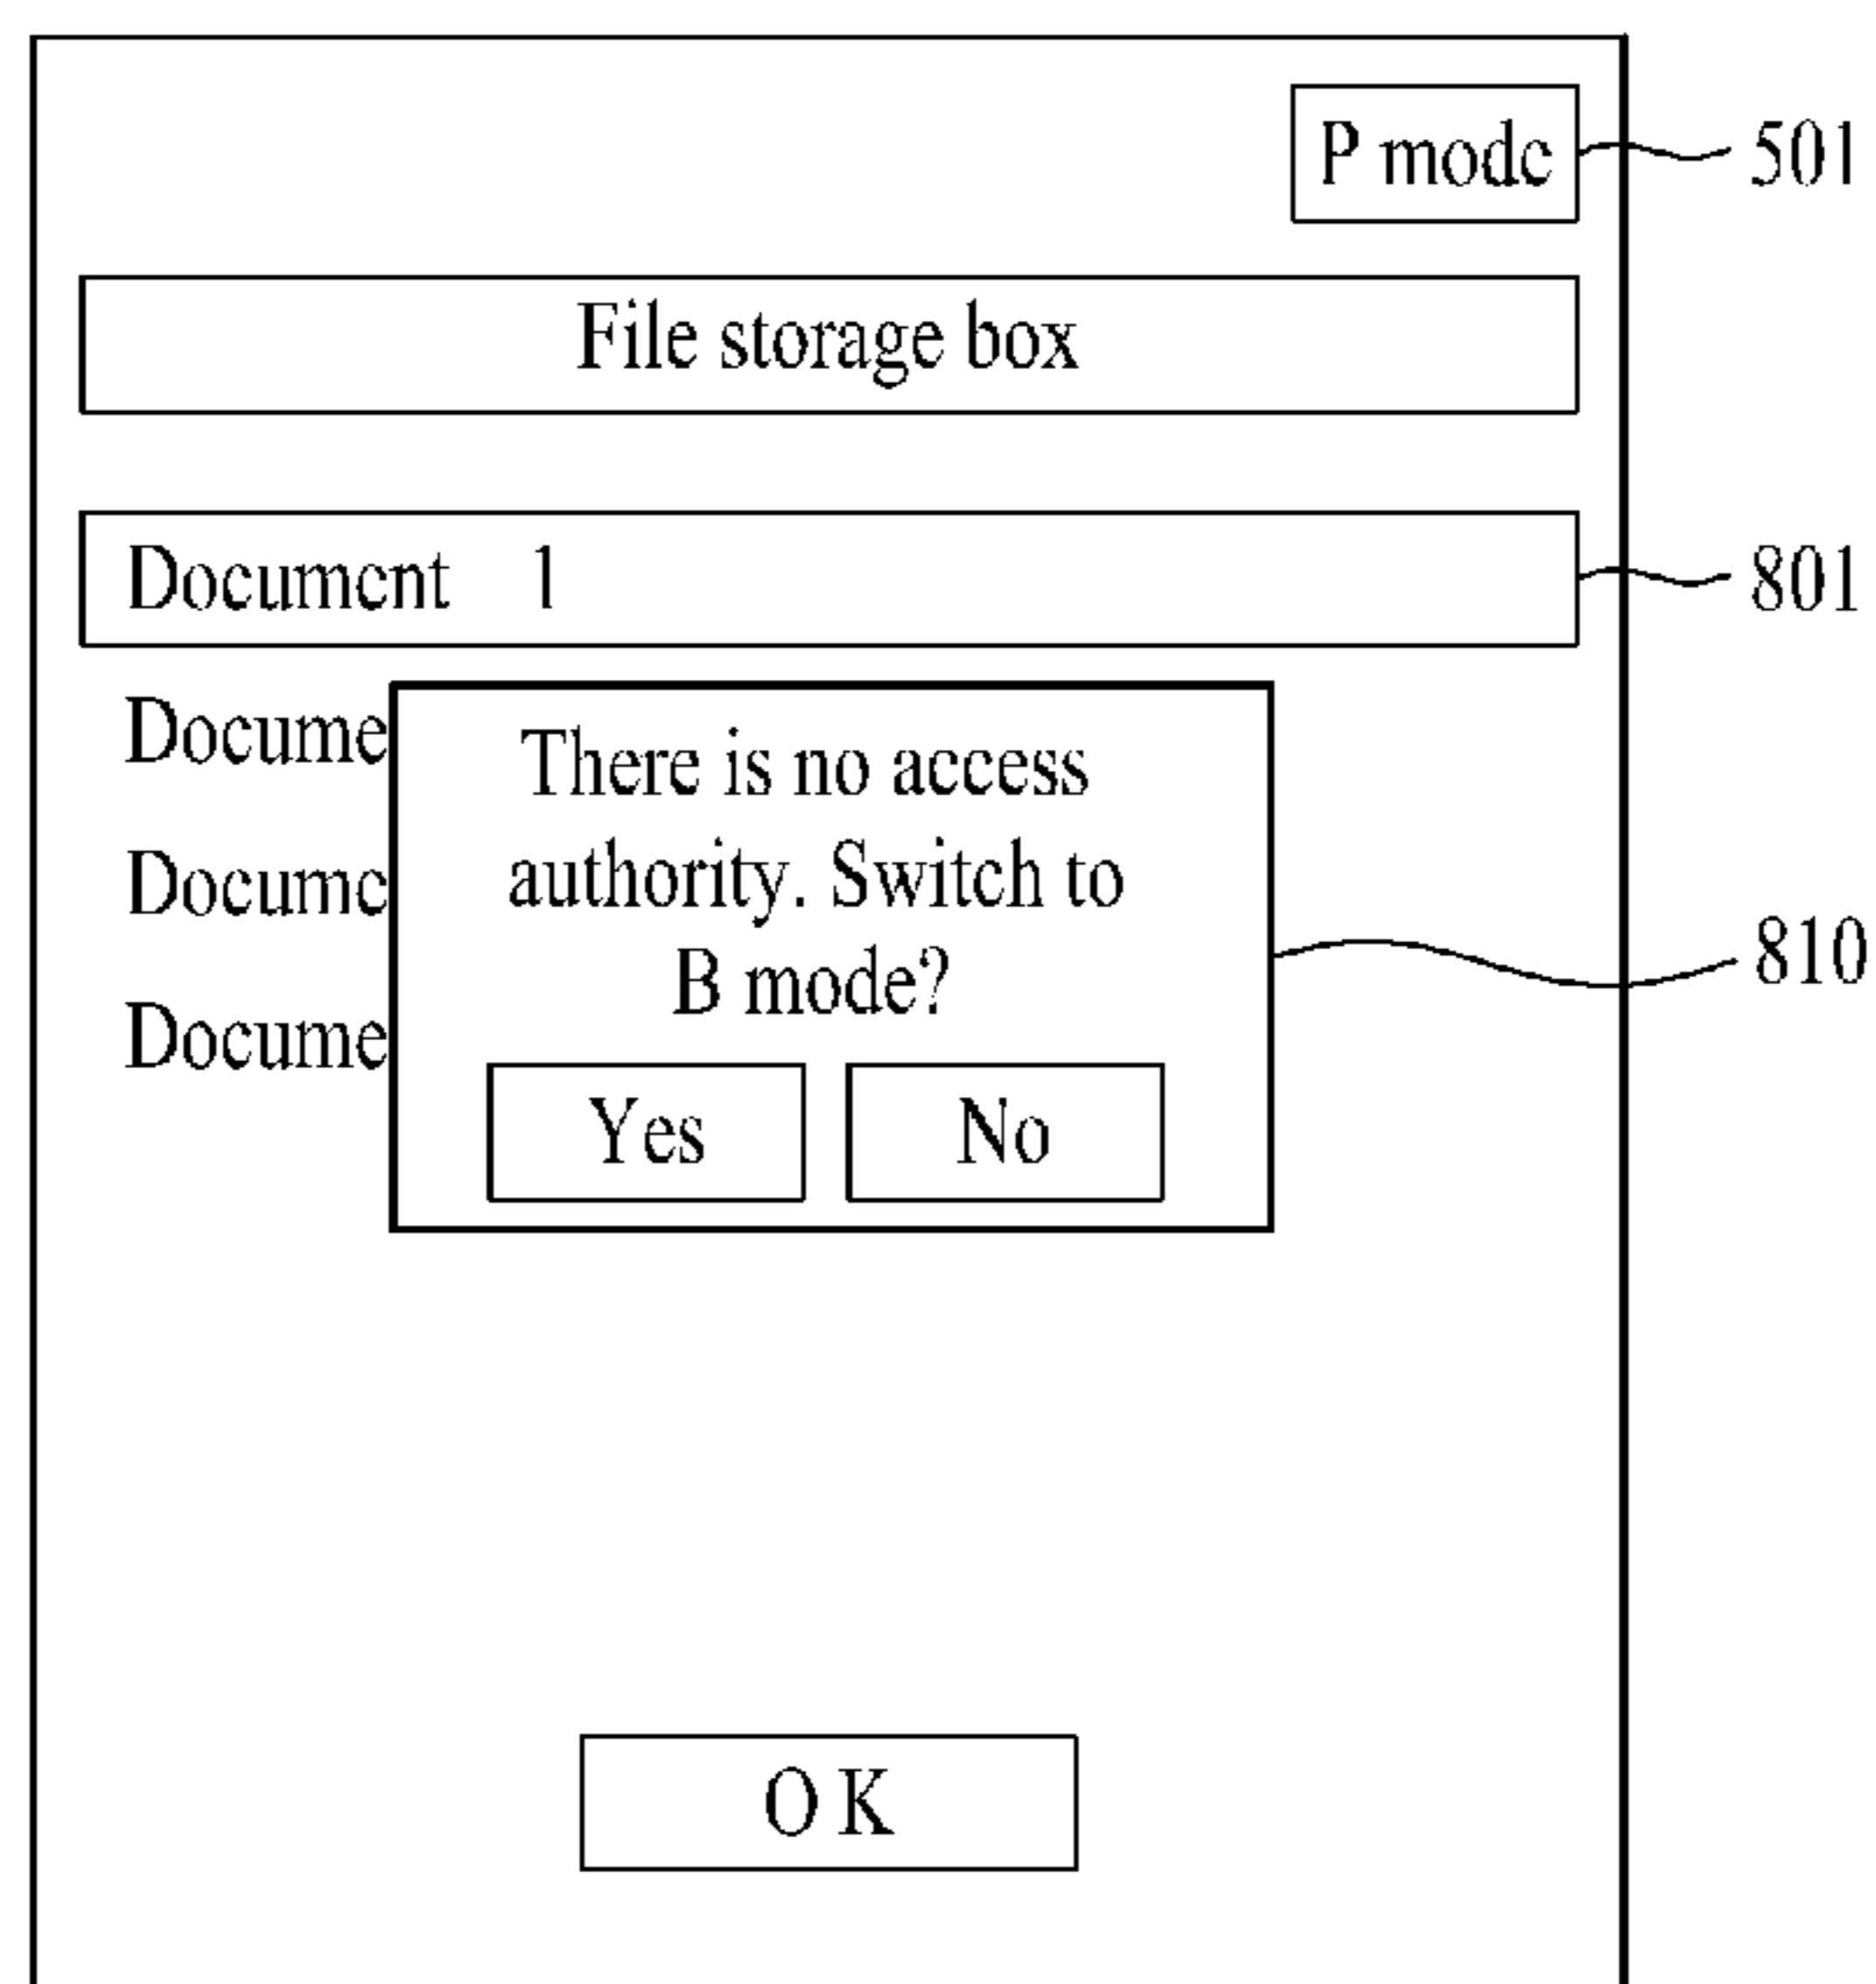 P mode
501
File storage box
Document 1
801
Docume
There is no access
authority. Switch to
B mode?
Docume
Docume
810
Yes
No
OK